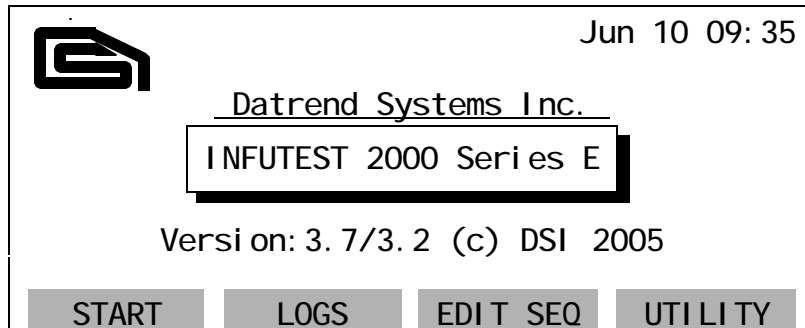 Jun 10 09:35
Datrend Systems Inc.
INFUTEST 2000 Series E
Version:3.7/3.2 (c) DSI 2005
START LOGS EDIT SEQ UTILITY